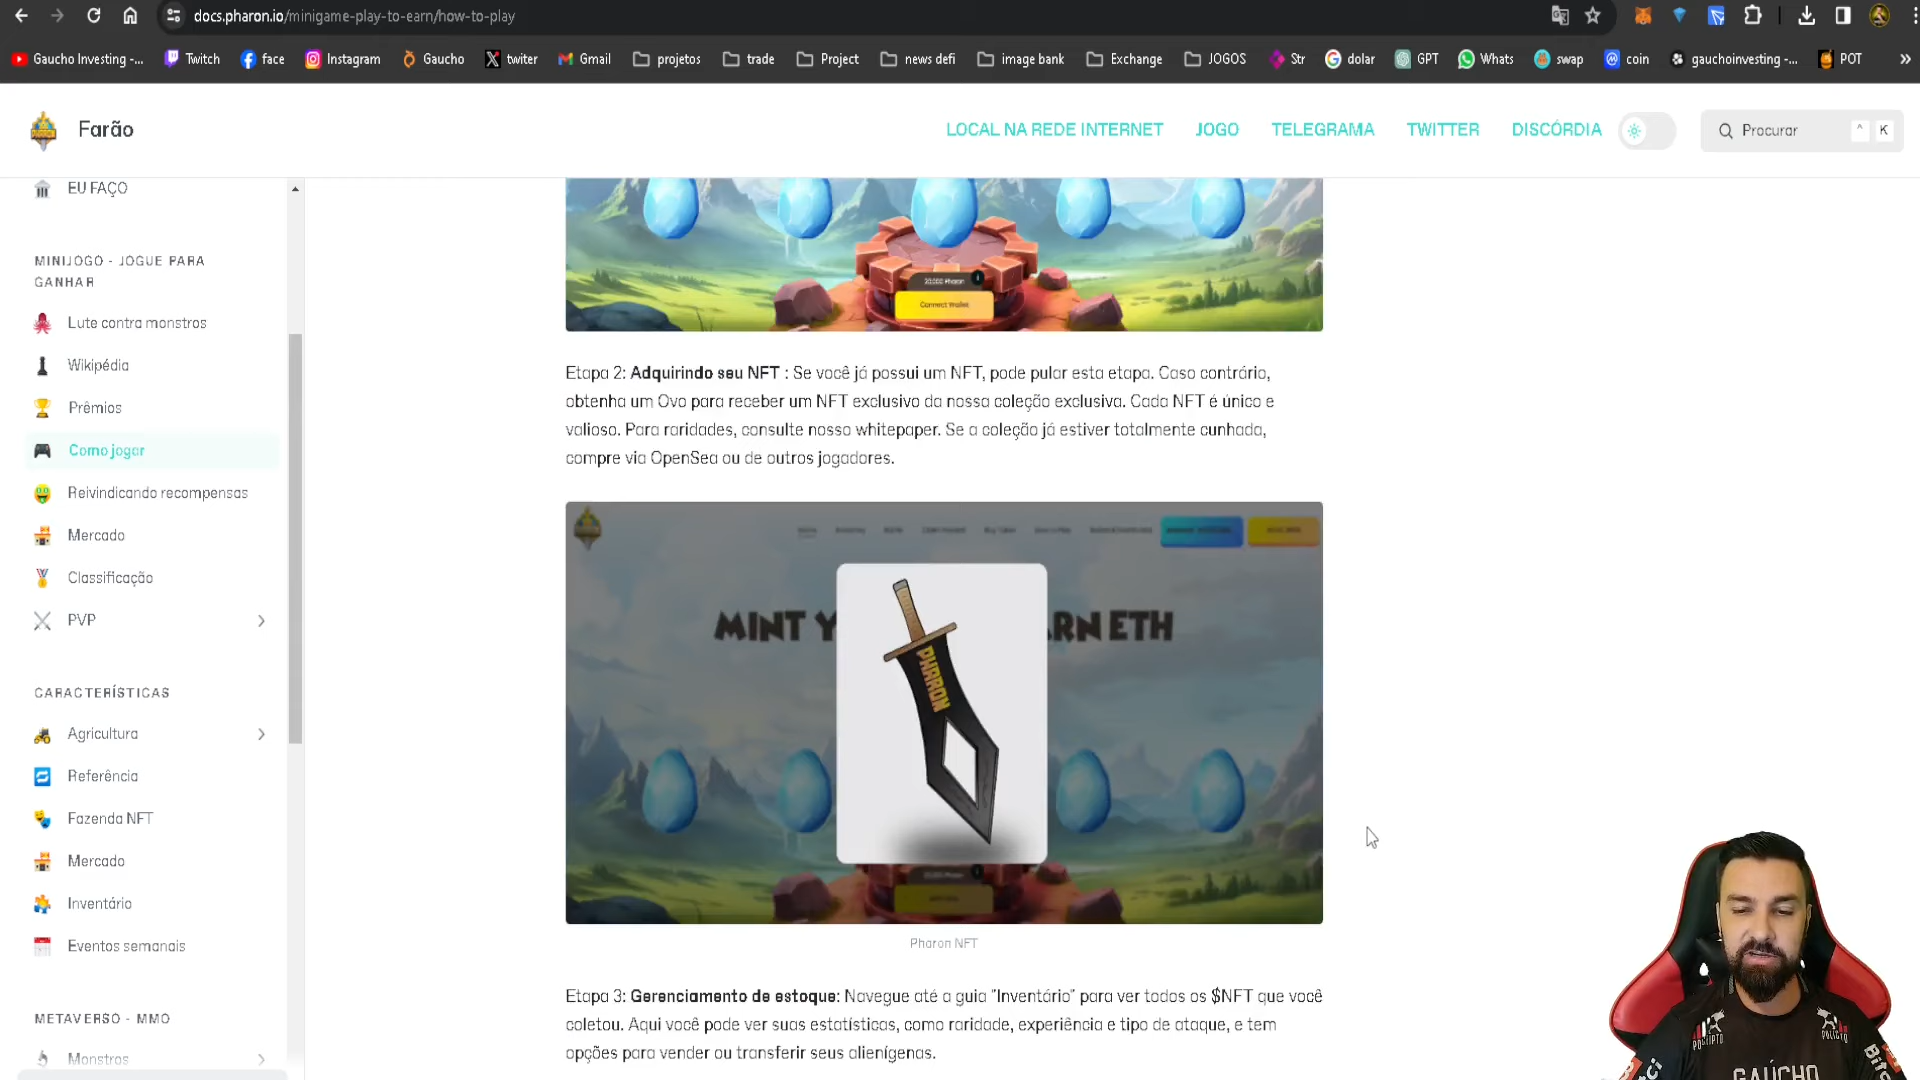 docs.pharon.io/minigame-play-to-earn/how-to-play
Gaucho Investing -...
Twitch
face
Instagram
Gaucho
twiter
Gmail
projetos
trade
Project
news defi
image bank
Exchange
JOGOS
Str
dolar
GPT
Whats
swap
coin
gauchoinvesting -...
POT
Farão
LOCAL NA REDE INTERNET
JOGO
TELEGRAMA
TWITTER
DISCÓRDIA
Procurar
^
K
EU FAÇO
MINIJOGO - JOGUE PARA
GANHAR
Lute contra monstros
Wikipédia
Prêmios
Como jogar
Reivindicando recompensas
Mercado
Classificação
PVP
CARACTERÍSTICAS
Agricultura
Referência
Fazenda NFT
Mercado
Inventário
Eventos semanais
METAVERSO - MMO
Monstros
20,000 Pharon
Connect Wallet
Etapa 2: Adquirindo seu NFT : Se você já possui um NFT, pode pular esta etapa. Caso contrário,
obtenha um Ovo para receber um NFT exclusivo da nossa coleção exclusiva. Cada NFT é único e
valioso. Para raridades, consulte nosso whitepaper. Se a coleção já estiver totalmente cunhada,
compre via OpenSea ou de outros jogadores.
MINT Y
RN ETH
PHARON
Pharon NFT
Etapa 3: Gerenciamento de estoque: Navegue até a guia "Inventário" para ver todos os $NFT que você
coletou. Aqui você pode ver suas estatísticas, como raridade, experiência e tipo de ataque, e tem
opções para vender ou transferir seus alienígenas.
GAÚCHO